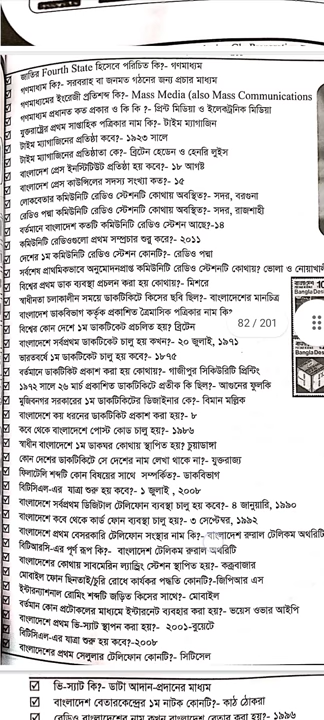 জাতির Fourth State হিসেবে পরিচিত কি?- গণমাধ্যম
গণমাধ্যম কি?- সরবরাহ বা জনমত গঠনের প্রচার মাধ্যম
গণমাধ্যমের ইংরেজী প্রতিশব্দ কি?- Mass Media (also Mass Communications
গণমাধ্যম প্রধানত কত প্রকার ও কি কি ?- প্রিন্ট মিডিয়া ও ইলেকট্রনিক মিডিয়া
যুক্তরাষ্ট্রের প্রথম সাপ্তাহিক পত্রিকার নাম কি?- টাইম ম্যাগাজিন
টাইম ম্যাগাজিনের প্রতিষ্ঠা কবে?- ১৯২৩ সালে
টাইম ম্যাগাজিনের প্রতিষ্ঠাতা কে?- ব্রিটেন হেডেন ও হেনরি লুইস
বাংলাদেশ প্রেস ইনস্টিটিউট প্রতিষ্ঠা হয় কবে?- ১৮ আগষ্ট
বাংলাদেশ প্রেস কাউন্সিলের সদস্য সংখ্যা কত?- ১৫
লোকবেতার কমিউনিটি রেডিও স্টেশনটি কোথায় অবস্থিত?- সদর, বরগুনা
রেডিও পদ্মা কমিউনিটি রেডিও স্টেশনটি কোথায় অবস্থিত?- সদর, রাজশাহী
বর্তমানে বাংলাদেশ কতটি কমিউনিটি রেডিও স্টেশন আছে?-১৪
কমিউনিটি রেডিওগুলো প্রথম সম্প্রচার শুরু করে?- ২০১১
দেশের ১ম কমিউনিটি রেডিও স্টেশন কোনটি?- রেডিও পদ্মা
সর্বশেষ প্রাথমিকভাবে অনুমোদনপ্রাপ্ত কমিউনিটি রেডিও স্টেশনটি কোথায়? ভোলা ও নোয়াখাল
বিশ্বের প্রথম ডাক ব্যবস্থা প্রচলন করা হয় কোথায়?- মিশরে
স্বাধীনতা চলাকালীন সময়ে ডাকটিকিটে কিসের ছবি ছিল?- বাংলাদেশের মানচিত্র
বাংলাদেশ ডাকবিভাগ কর্তৃক প্রকাশিত ত্রৈমাসিক পত্রিকার নাম কি?
বিশ্বের কোন দেশে ১ম ডাকটিকেট প্রচলিত হয়? ব্রিটেন
82 / 201
বাংলাদেশে সর্বপ্রথম ডাকটিকেট চালু হয় কখন?- ২০ জুলাই, ১৯৭১
ভারতবর্ষে ১ম ডাকটিকেট চালু হয় কবে?- ১৮৭৫
বর্তমানে ডাকটিকিট প্রকাশ করা হয় কোথায়?- গাজীপুর সিকিউরিটি প্রিন্টিং
১৯৭২ সালে ২৬ মার্চ প্রকাশিত ডাকটিকেটে প্রতীক কি ছিল?- আগুনের ফুলকি
মুজিবনগর সরকারের ১ম ডাকটিকিটের ডিজাইনার কে?- বিমান মল্লিক
বাংলাদেশে কয় ধরনের ডাকটিকিট প্রকাশ করা হয়?- ৮
কবে থেকে বাংলাদেশে পোস্ট কোড চালু হয়?- ১৯৮৬
স্বাধীন বাংলাদেশে ১ম ডাকঘর কোথায় স্থাপিত হয়? চুয়াডাঙ্গা
কোন দেশের ডাকটিকিটে সে দেশের নাম লেখা থাকে না?- যুক্তরাজ্য
ফিলাটেলি শব্দটি কোন বিষয়ের সাথে সম্পর্কিত?- ডাকবিভাগ
বিটিসিএল-এর যাত্রা শুরু হয় কবে?- ১ জুলাই , ২০০৮
বাংলাদেশে সর্বপ্রথম ডিজিটাল টেলিফোন ব্যবস্থা চালু হয় কবে?- ৪ জানুয়ারি, ১৯৯০
বাংলাদেশে কবে থেকে কার্ড ফোন ব্যবস্থা চালু হয়?- ৩ সেপ্টেম্বর, ১৯৯২
বাংলাদেশে প্রথম বেসরকারি টেলিফোন সংস্থার নাম কি?- বাংলাদেশ রুরাল টেলিকম অথরিটি
বিটিআরসি-এর পূর্ণ রূপ কি?- বাংলাদেশ টেলিকম রুরাল অথরিটি
বাংলাদেশের কোথায় সাবমেরিন ল্যান্ডিং স্টেশন স্থাপিত হয়?- কক্সবাজার
মোবাইল ফোন ছিনতাই/চুরি রোধে কার্যকর পদ্ধতি কোনটি?-জিপিআর এস
ইন্টারন্যাশনাল রোমিং শব্দটি জড়িত কিসের সাথে?- মোবাইল
বর্তমান কোন প্রটোকলের মাধ্যমে ইন্টারনেট ব্যবহার করা হয়?- ভয়েস ওভার আইপি
বাংলাদেশে প্রথম ভি-স্যাট স্থাপন করা হয়?- ২০০১-বুয়েটে
বিটিসিএল-এর যাত্রা শুরু হয় কবে?-২০০৮
বাংলাদেশের প্রথম সেলুলার টেলিফোন কোনটি?- সিটিসেল
ভি-স্যাট কি?- ডাটা আদান-প্রদানের মাধ্যম
বাংলাদেশ বেতারকেন্দ্রের ১ম নাটক কোনটি?- কাঠ ঠোকরা
রেডিও বাংলাদেশের নাম কখন বাংলাদেশ বেতার করা হয়?- ১৯৯৬